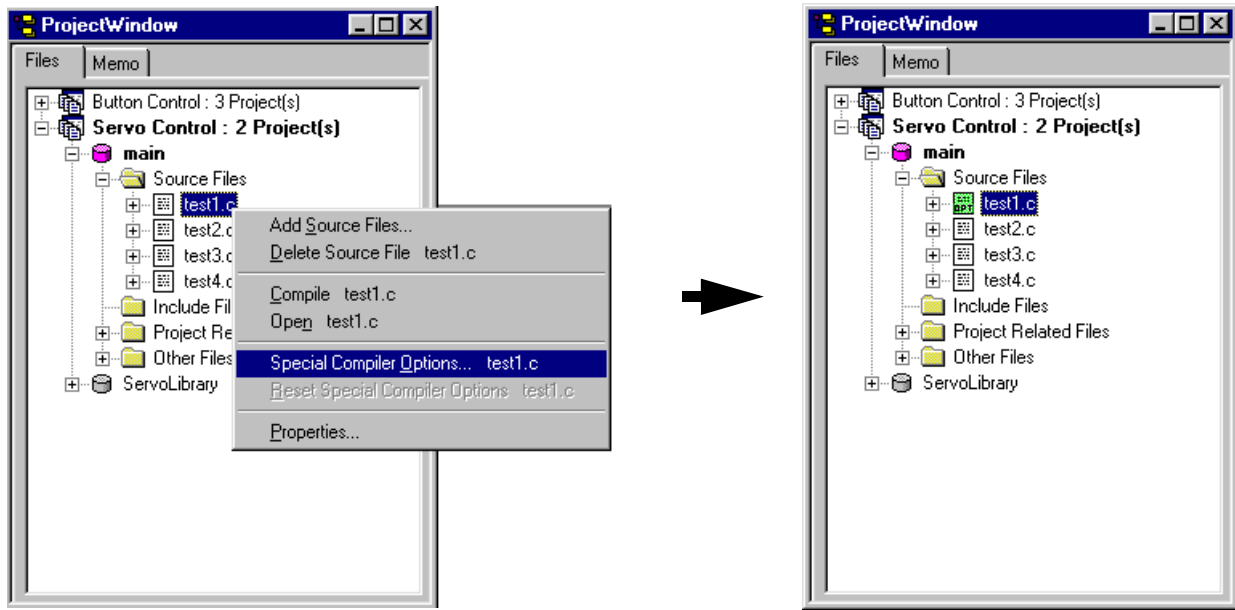 ProjectWindow
Files Memo
Button Control : 3 Project(s)
Servo Control : 2 Project(s)
main
Source Files
test1.c
test2.c
test3.c
test4.c
Include Fil
Project Re
Other Files
ServoLibrary
Add Source Files...
Delete Source File test1.c
Compile test1.c
Open test1.c
Special Compiler Options... test1.c
Reset Special Compiler Options test1.c
Properties...
ProjectWindow
Files Memo
Button Control : 3 Project(s)
Servo Control : 2 Project(s)
main
Source Files
OPT test1.c
test2.c
test3.c
test4.c
Include Files
Project Related Files
Other Files
ServoLibrary